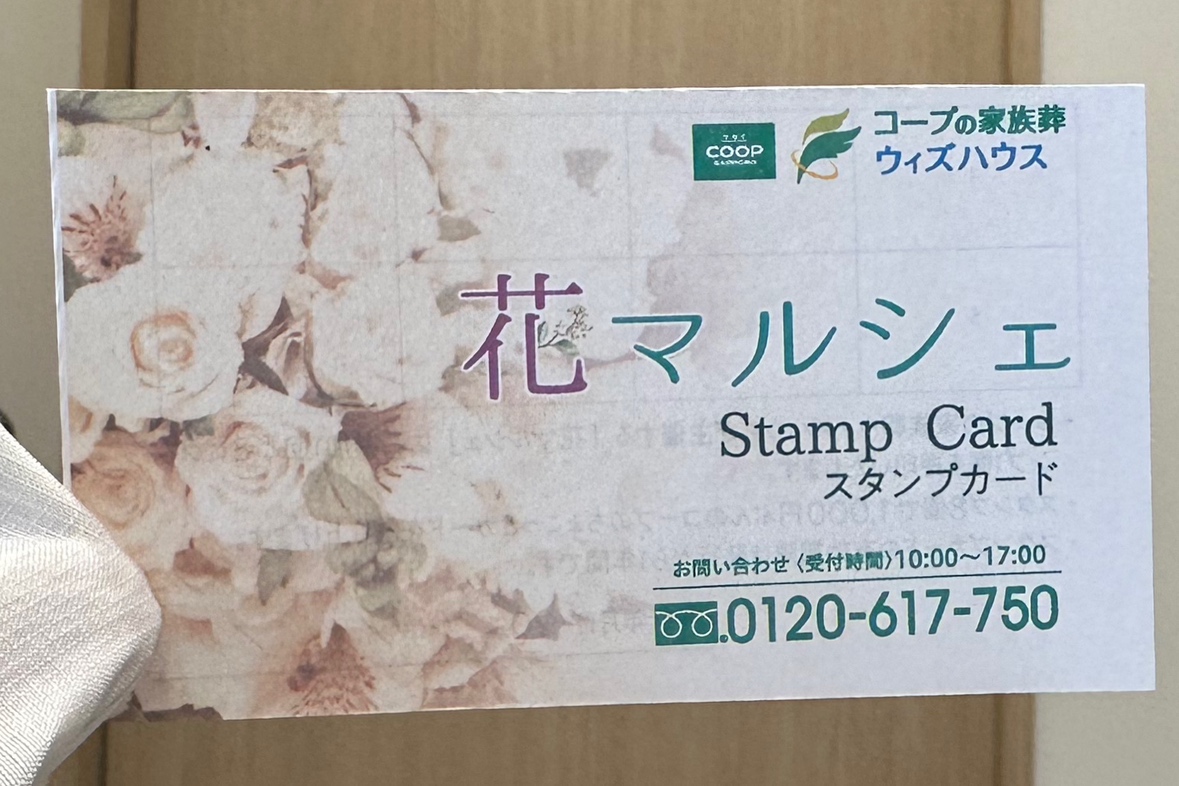 COOP
コープの家族葬
ウィズハウス
花マルシェ
Stamp Card
スタンプカード
お問い合わせ〈受付時間〉10:00～17:00
0120-617-750